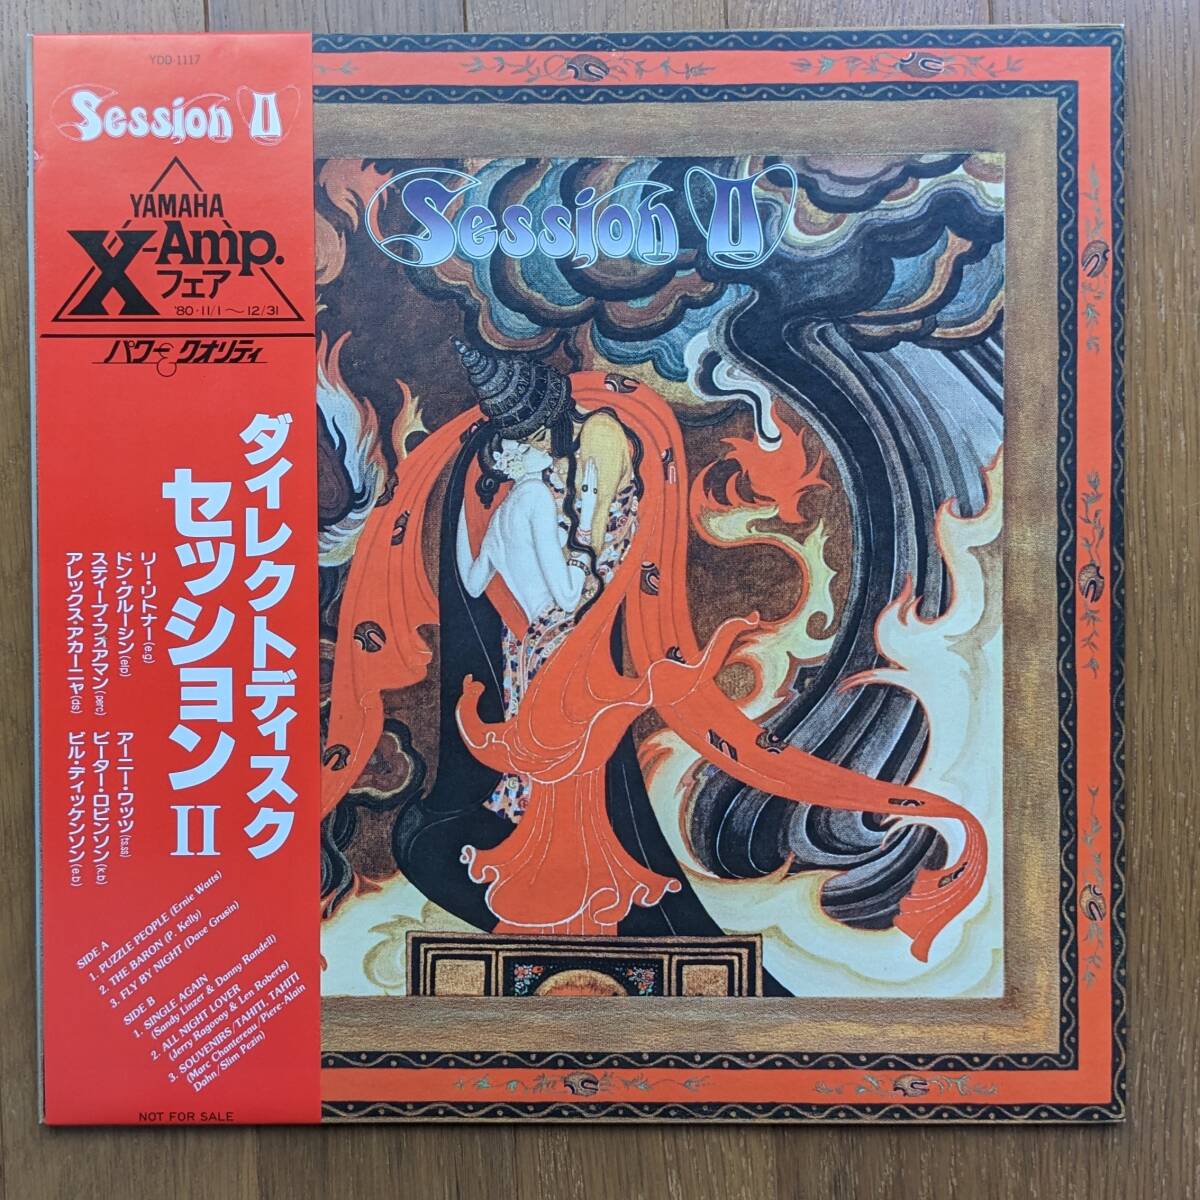 YDD-1117
Session II
YAMAHA
X-Amp.
フェア
'80・11/1〜12/31
パワー&クオリティ
ダイレクトディスク
セッション II
リー・リトナー(e.g)
ドン・グルーシン(elp)
スティーブ・フォアマン(perc)
アレックス・アカーニャ(ds)
アーニー・ワッツ(ts.ss)
ピーター・ロビンソン(k.b)
ビル・ディッケンソン(e.b)
SIDE A
1. PUZZLE PEOPLE (Ernie Watts)
2. THE BARON (P. Kelly)
3. FLY BY NIGHT (Dave Grusin)
SIDE B
1. SINGLE AGAIN
(Sandy Linzer & Danny Randell)
2. ALL NIGHT LOVER
(Jerry Ragovoy & Len Roberts)
3. SOUVENIRS/TAHITI, TAHITI
(Marc Chantereau/Piere-Alain
Dahn/Slim Pezin)
NOT FOR SALE
Session II